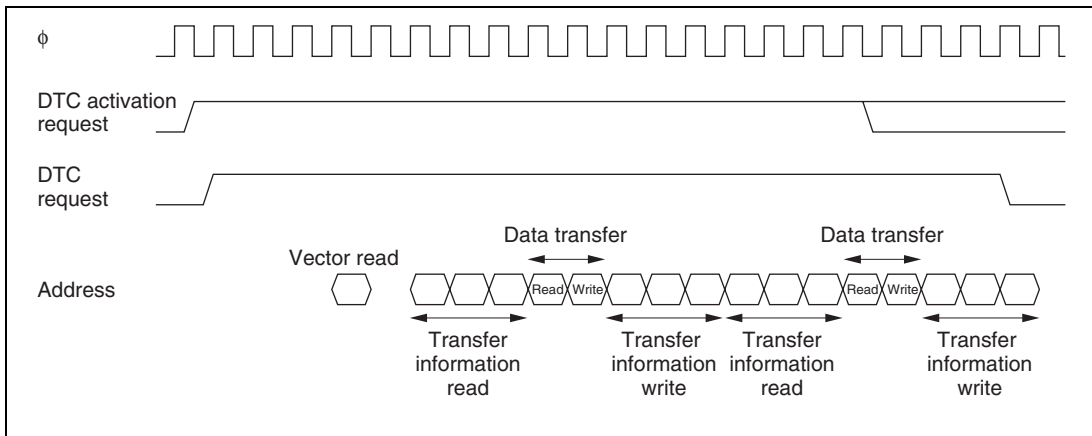 ϕ
DTC activation
request
DTC
request
Data transfer
Data transfer
Vector read
Address
Read
Write
Read
Write
Transfer
information
read
Transfer
information
write
Transfer
information
read
Transfer
information
write